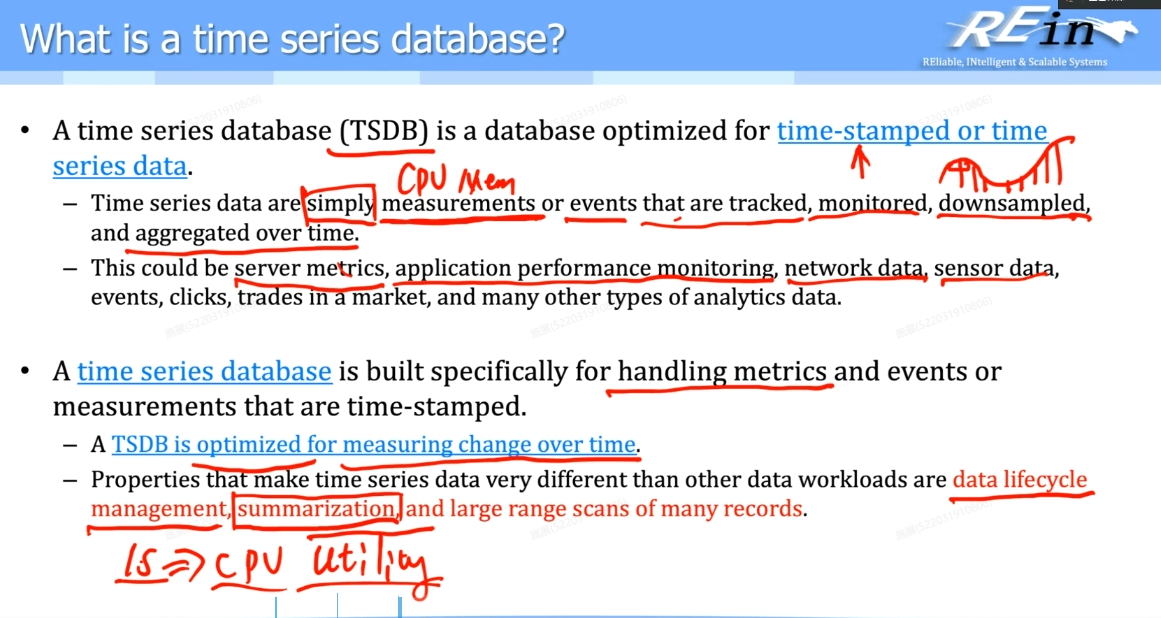 What is a time series database?
REin
REliable, INtelligent & Scalable Systems
• A time series database (TSDB) is a database optimized for time-stamped or time
series data.
CPU Mem
– Time series data are simply measurements or events that are tracked, monitored, downsampled,
and aggregated over time.
– This could be server metrics, application performance monitoring, network data, sensor data,
events, clicks, trades in a market, and many other types of analytics data.
• A time series database is built specifically for handling metrics and events or
measurements that are time-stamped.
– A TSDB is optimized for measuring change over time.
– Properties that make time series data very different than other data workloads are data lifecycle
management, summarization, and large range scans of many records.
1s => CPU Utility